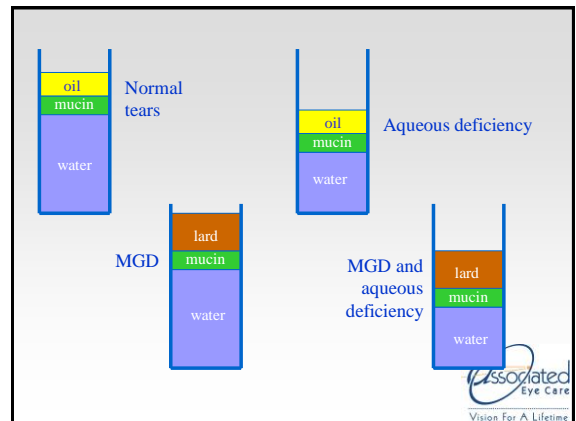 oil
mucin
water
Normal
tears
oil
mucin
water
Aqueous deficiency
MGD
lard
mucin
water
MGD and
aqueous
deficiency
lard
mucin
water
Associated
Eye Care
Vision For A Lifetime